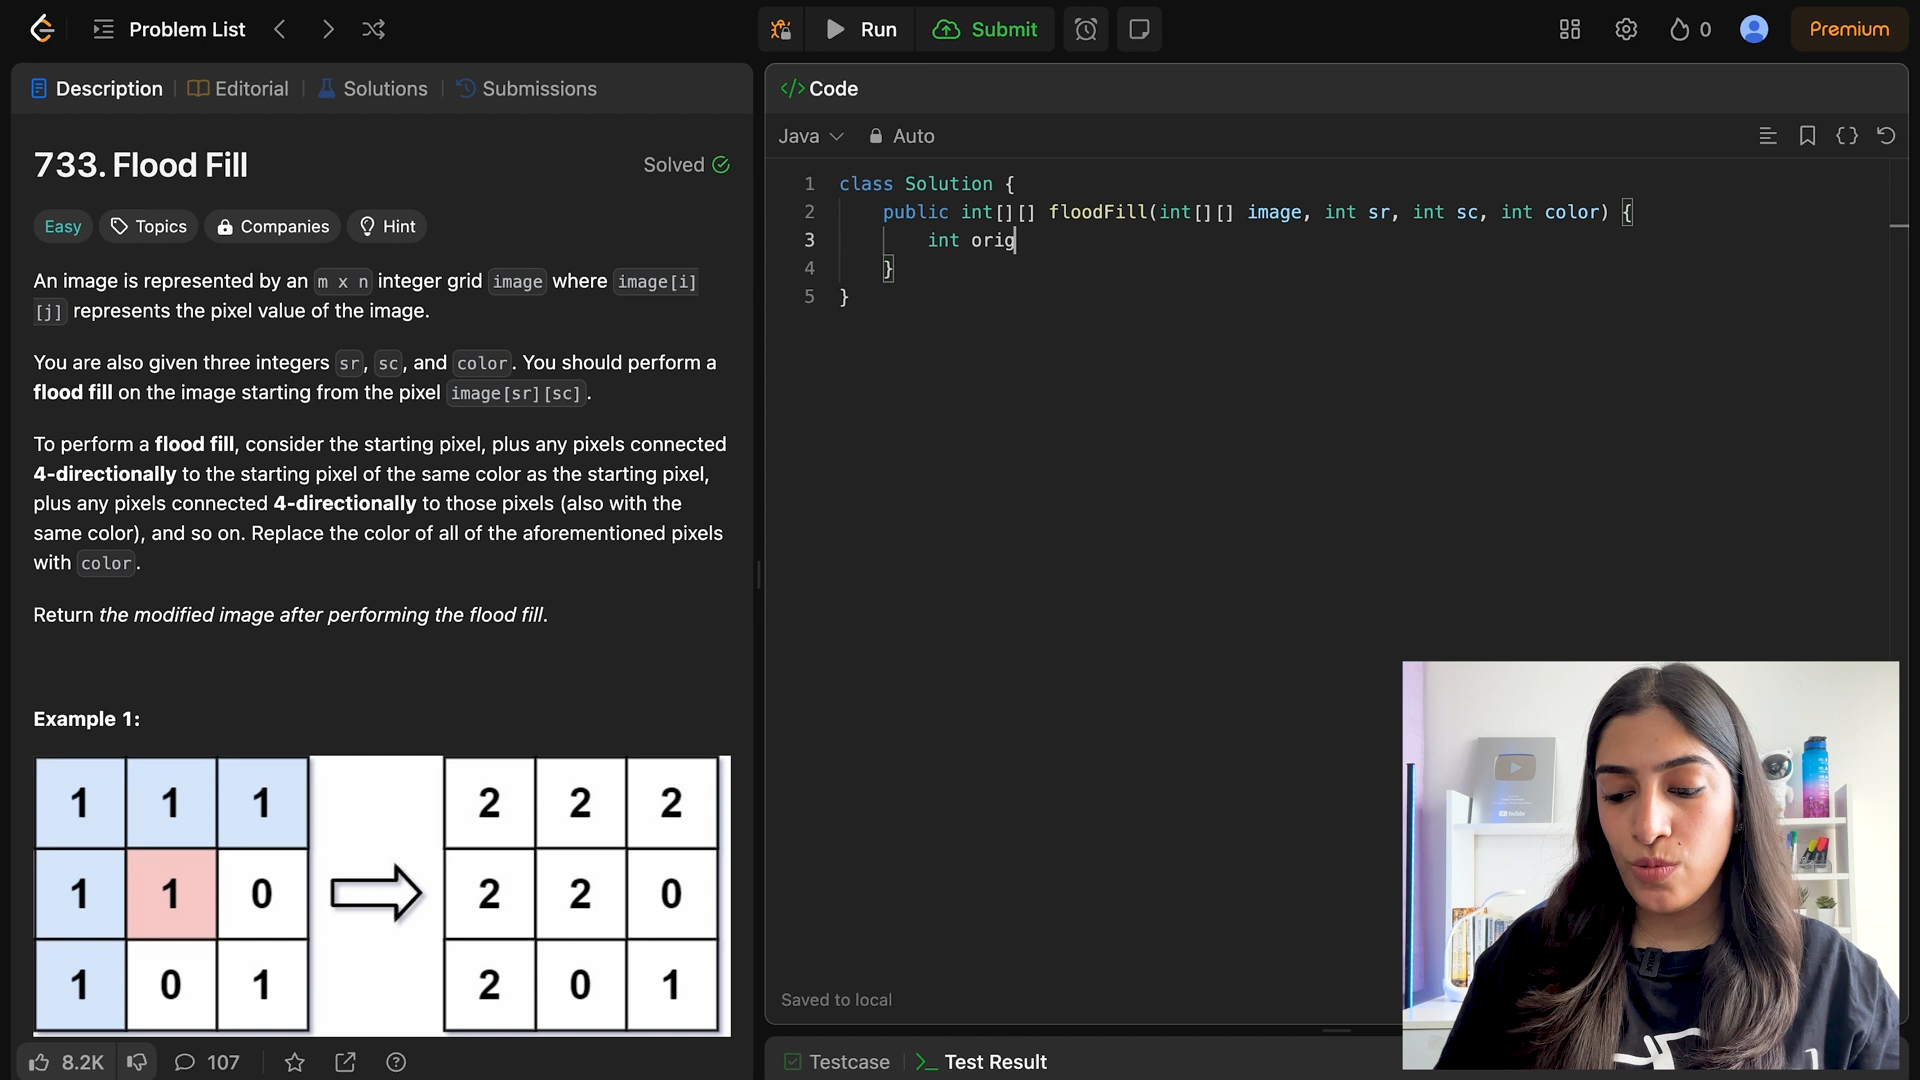 Problem List
Run
Submit
0
Premium
Description
Editorial
Solutions
Submissions
Code
Java
Auto
733. Flood Fill
Solved
Easy
Topics
Companies
Hint
An image is represented by an m x n integer grid image where image[i]
[j] represents the pixel value of the image.
You are also given three integers sr, sc, and color. You should perform a
flood fill on the image starting from the pixel image[sr][sc].
To perform a flood fill, consider the starting pixel, plus any pixels connected
4-directionally to the starting pixel of the same color as the starting pixel,
plus any pixels connected 4-directionally to those pixels (also with the
same color), and so on. Replace the color of all of the aforementioned pixels
with color.
Return the modified image after performing the flood fill.
Example 1:
1 1 1 2 2 2
1 1 0 2 2 0
1 0 1 2 0 1
8.2K
107
1 class Solution {
2 public int[][] floodFill(int[][] image, int sr, int sc, int color) {
3 int orig
4 }
5 }
Saved to local
Testcase
Test Result
YouTube